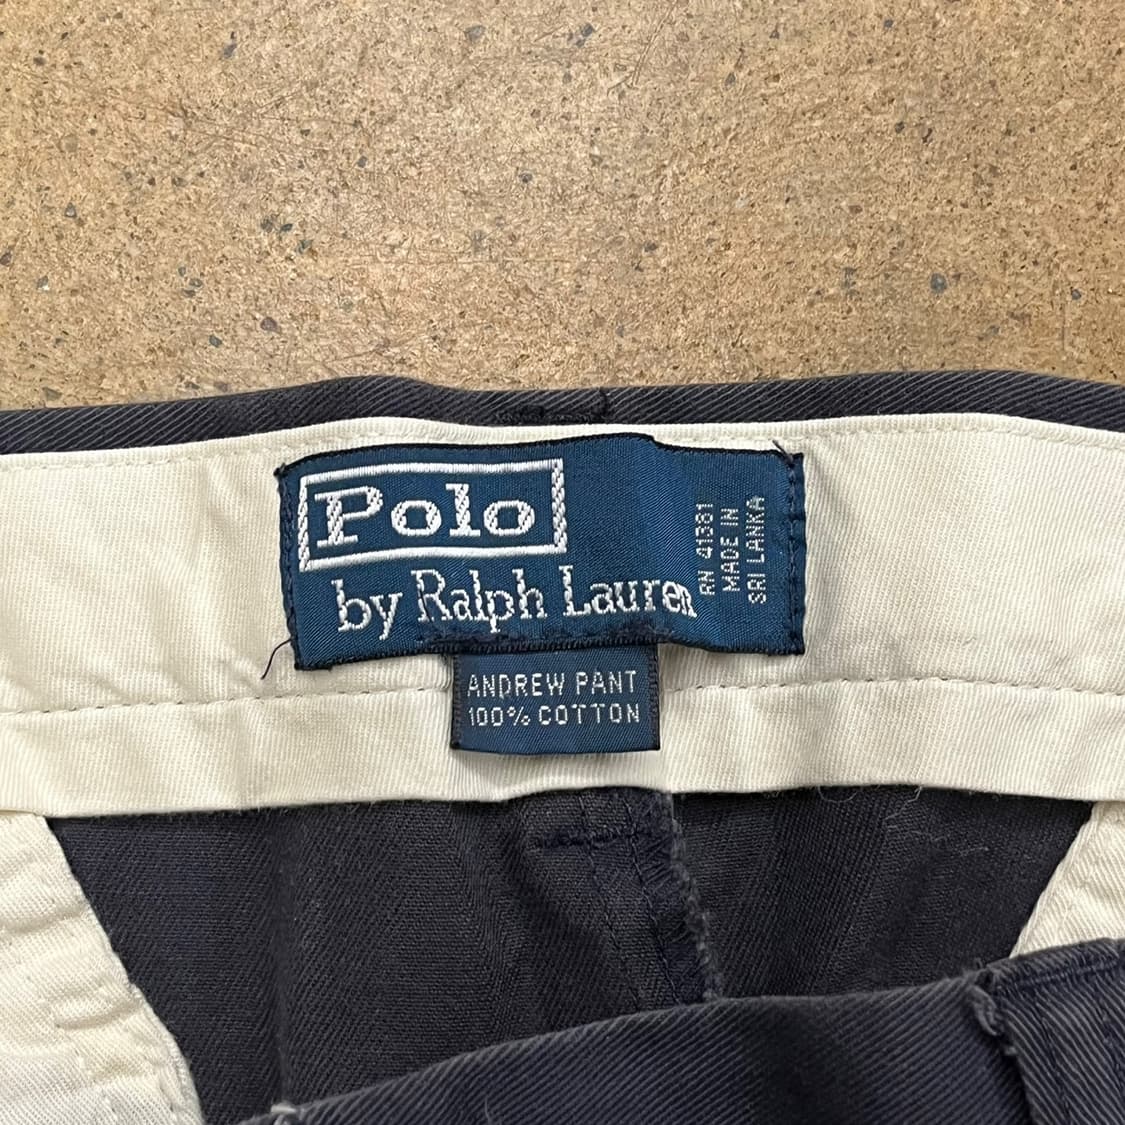 Polo
by Ralph Lauren
RN 41381
MADE IN
SRI LANKA
ANDREW PANT
100% COTTON